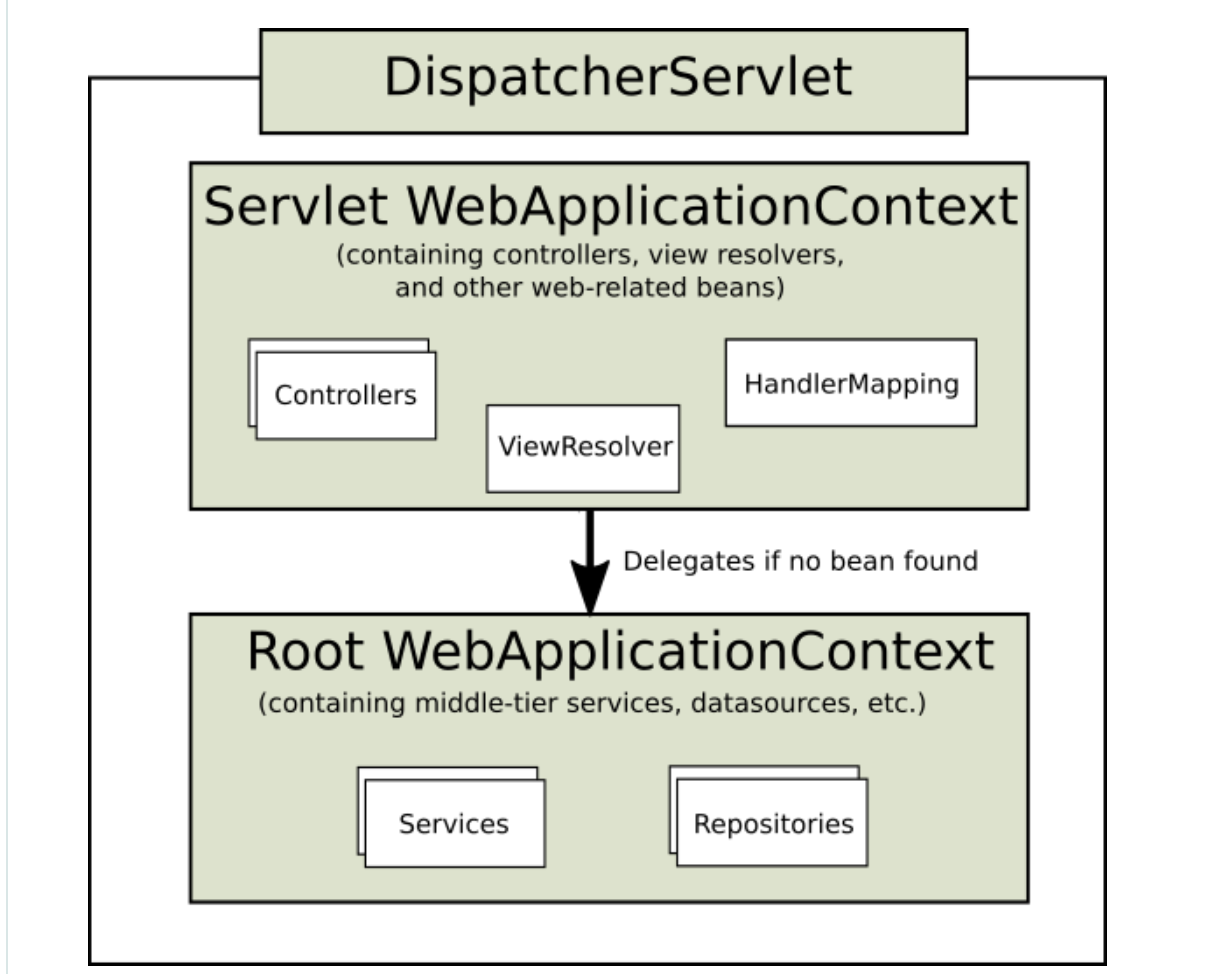 DispatcherServlet
Servlet WebApplicationContext
(containing controllers, view resolvers,
and other web-related beans)
Controllers
HandlerMapping
ViewResolver
Delegates if no bean found
Root WebApplicationContext
(containing middle-tier services, datasources, etc.)
Services
Repositories